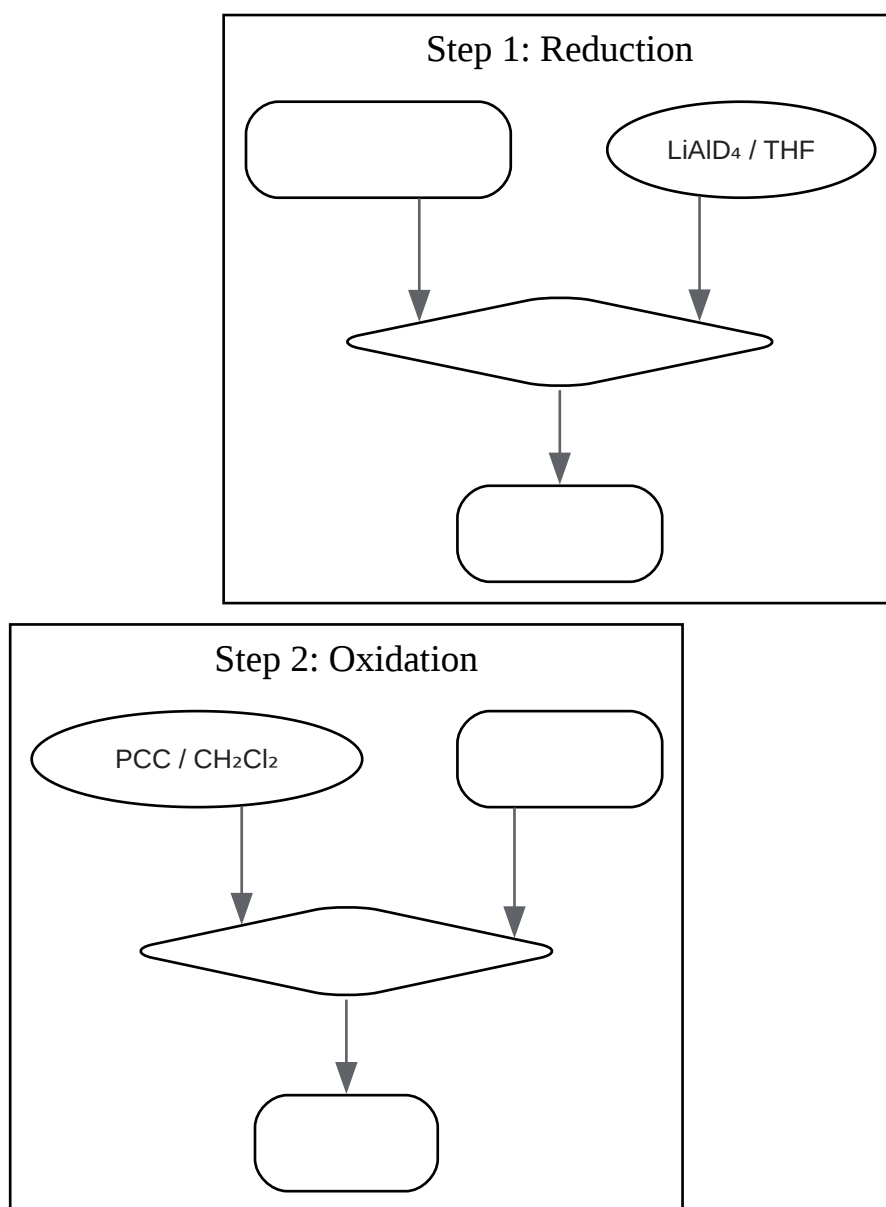 Step 1: Reduction
LiAlD₄ / THF
Step 2: Oxidation
PCC / CH₂Cl₂